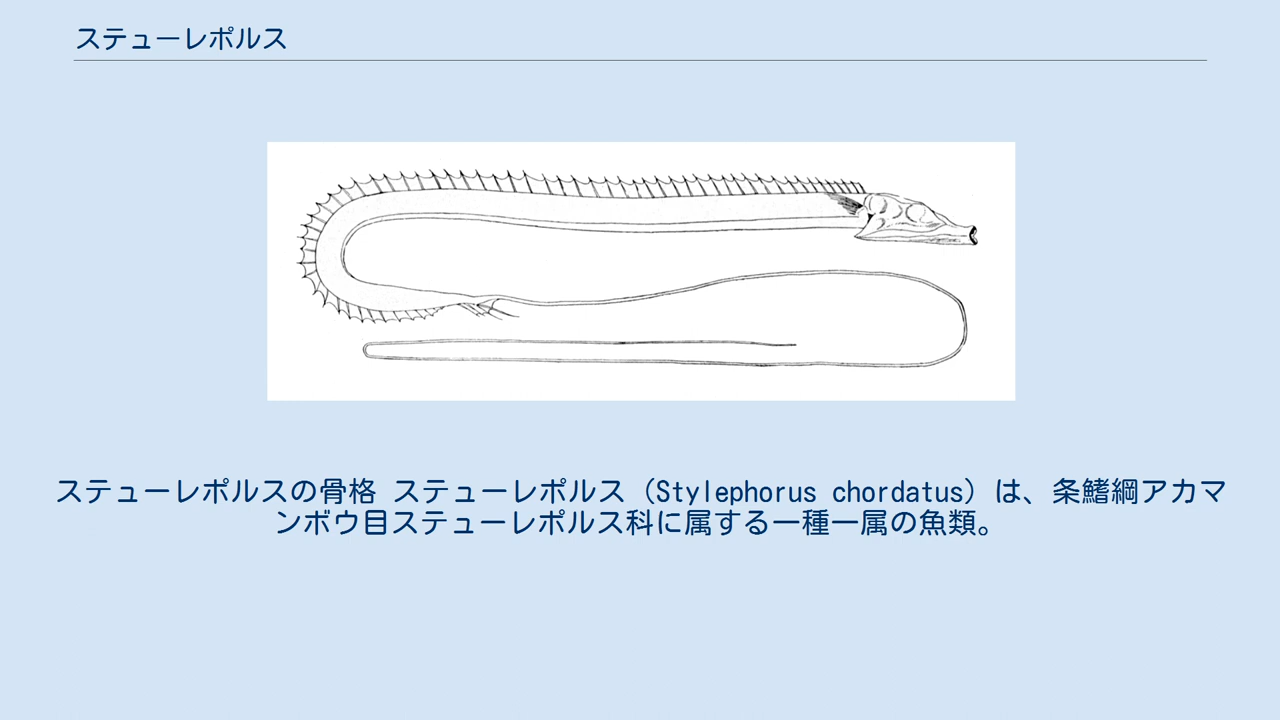 ステューレポルス
ステューレポルスの骨格 ステューレポルス（Stylephorus chordatus）は、条鰭綱アカマ
ンボウ目ステューレポルス科に属する一種一属の魚類。